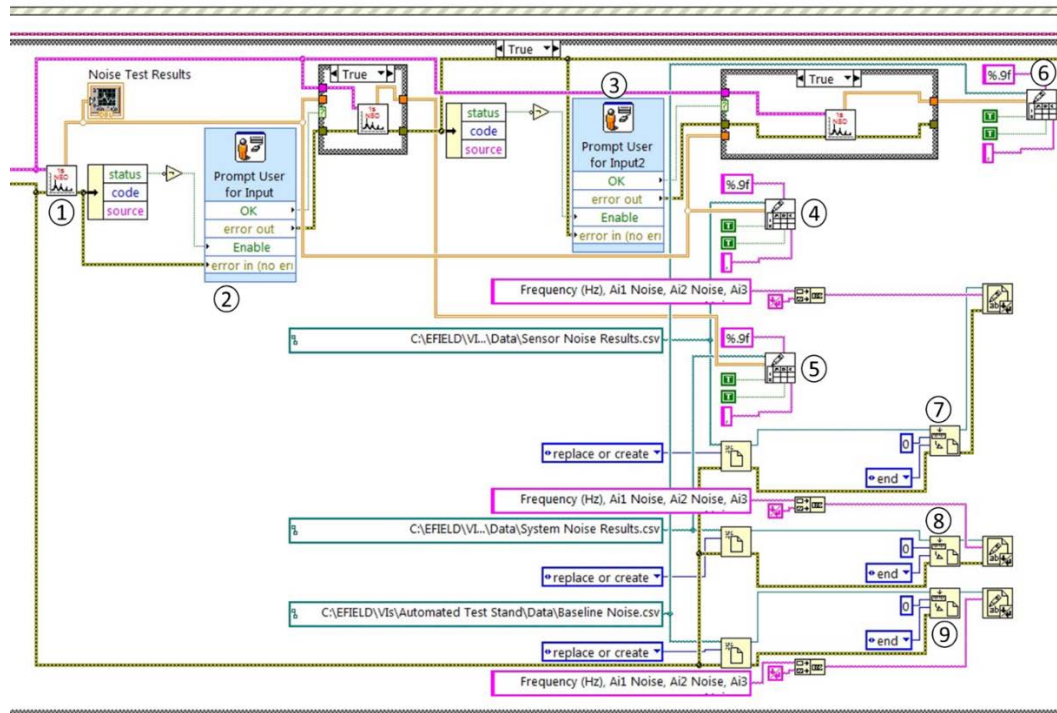 True
Noise Test Results
True
③
True
%.9f
⑥
T
T
,
status
code
source
①
Prompt User
for Input
OK
error out
Enable
error in (no err
②
status
code
source
Prompt User
for Input2
OK
error out
Enable
error in (no err
%.9f
④
T
T
,
Frequency (Hz), Ai1 Noise, Ai2 Noise, Ai3
C:\EFIELD\VI...\Data\Sensor Noise Results.csv
%.9f
⑤
T
T
,
⑦
replace or create
0
end
Frequency (Hz), Ai1 Noise, Ai2 Noise, Ai3
C:\EFIELD\VI...\Data\System Noise Results.csv
⑧
0
replace or create
end
C:\EFIELD\VIs\Automated Test Stand\Data\Baseline Noise.csv
0
replace or create
end
⑨
Frequency (Hz), Ai1 Noise, Ai2 Noise, Ai3